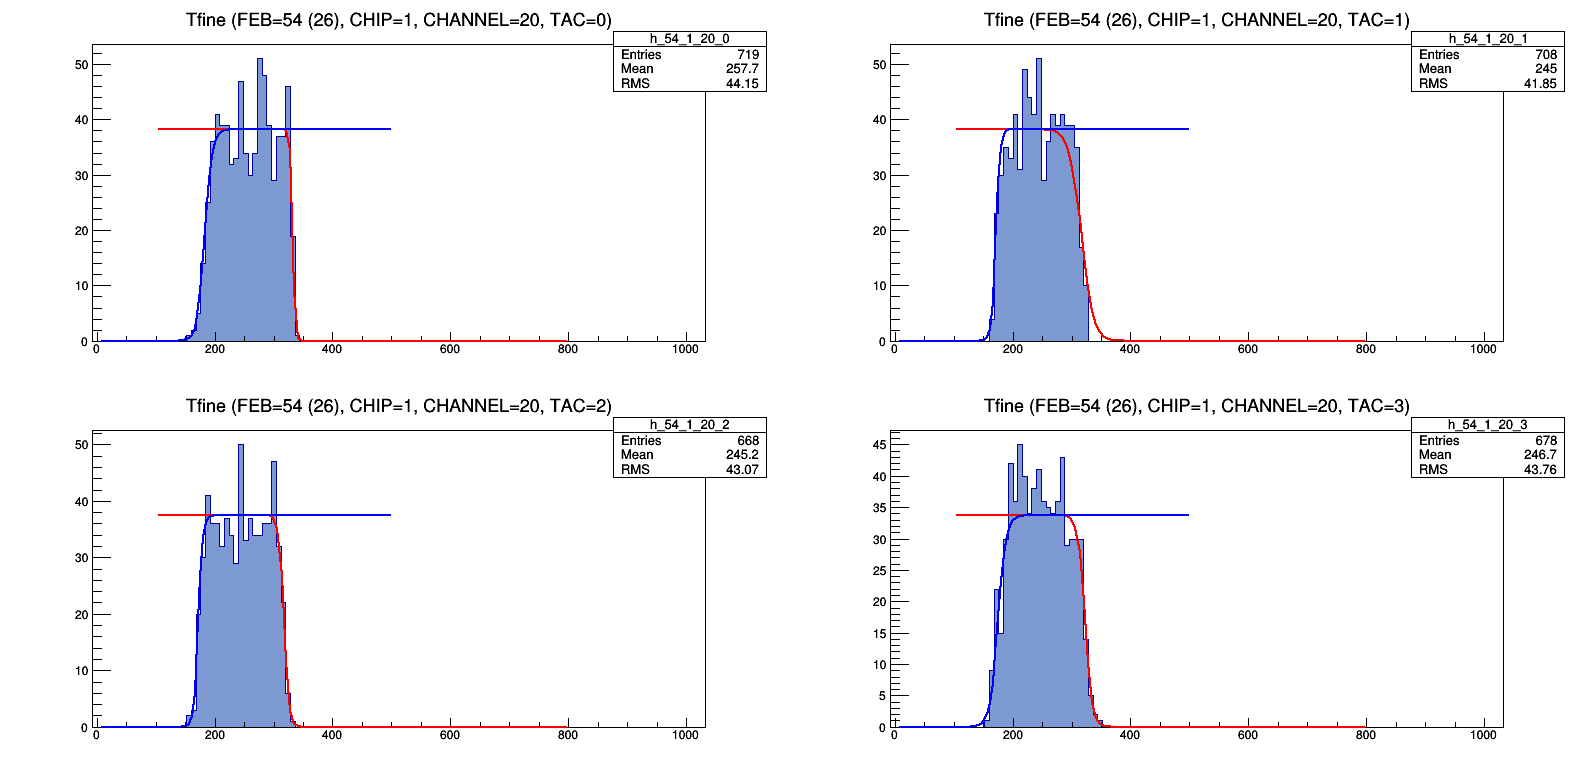 Tfine (FEB=54 (26), CHIP=1, CHANNEL=20, TAC=0)
h_54_1_20_0
Entries 719
Mean 257.7
RMS 44.15
50
40
30
20
10
0
0 200 400 600 800 1000
Tfine (FEB=54 (26), CHIP=1, CHANNEL=20, TAC=1)
h_54_1_20_1
Entries 708
Mean 245
RMS 41.85
50
40
30
20
10
0
0 200 400 600 800 1000
Tfine (FEB=54 (26), CHIP=1, CHANNEL=20, TAC=2)
h_54_1_20_2
Entries 668
Mean 245.2
RMS 43.07
50
40
30
20
10
0
0 200 400 600 800 1000
Tfine (FEB=54 (26), CHIP=1, CHANNEL=20, TAC=3)
h_54_1_20_3
Entries 678
Mean 246.7
RMS 43.76
45
40
35
30
25
20
15
10
5
0
0 200 400 600 800 1000